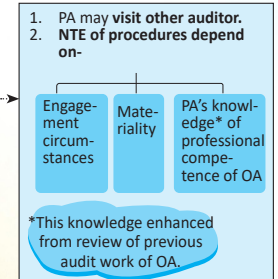 1. PA may visit other auditor.
2. NTE of procedures depend
on-
Engage-
ment
circum-
stances
Mate-
riality
PA's knowl-
edge* of
professional
compe-
tence of OA
*This knowledge enhanced
from review of previous
audit work of OA.